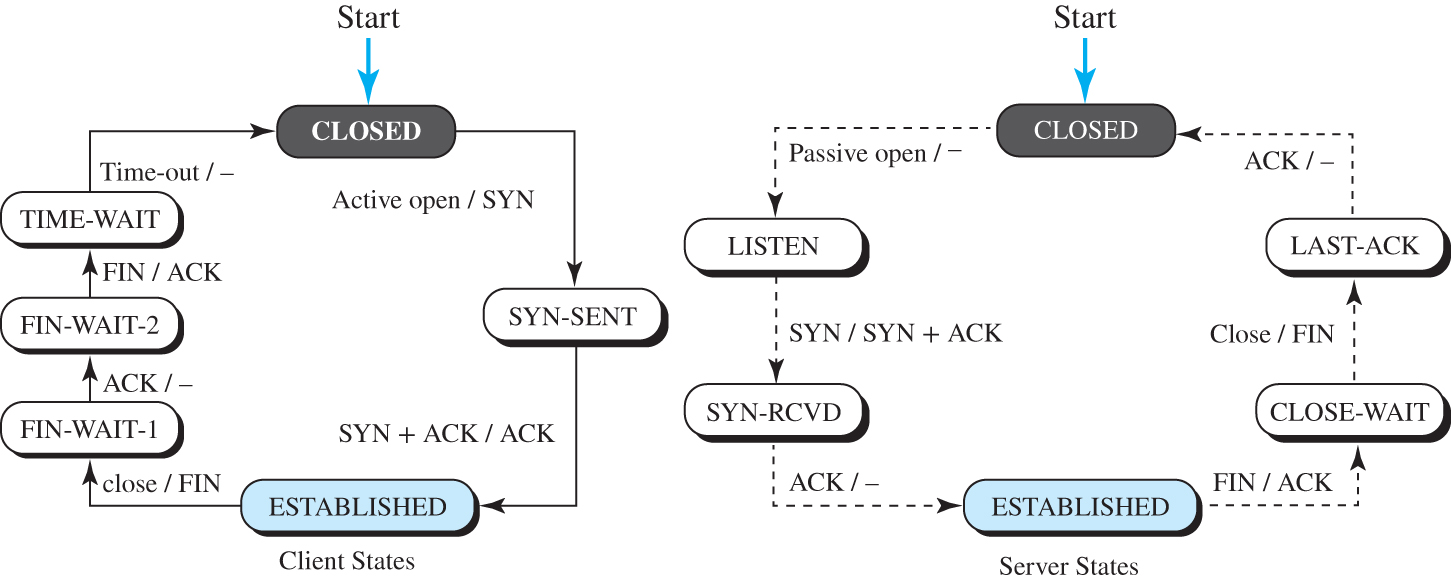 Start
CLOSED
Time-out / –
Active open / SYN
TIME-WAIT
FIN / ACK
FIN-WAIT-2
SYN-SENT
ACK / –
FIN-WAIT-1
SYN + ACK / ACK
close / FIN
ESTABLISHED
Client States
Start
CLOSED
Passive open / –
ACK / –
LISTEN
LAST-ACK
SYN / SYN + ACK
Close / FIN
SYN-RCVD
CLOSE-WAIT
ACK / –
FIN / ACK
ESTABLISHED
Server States